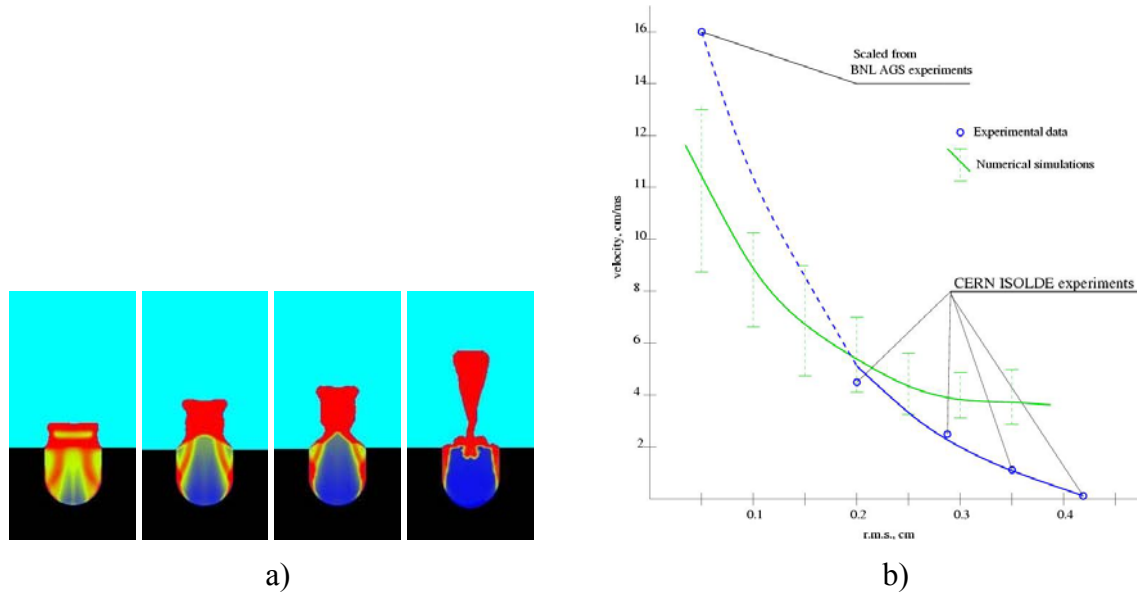 16
14
12
11
10
8
6
4
2
velocity, cm/ms
0.1
0.2
0.3
0.4
r.m.s., cm
Scaled from
BNL AGS experiments
Experimental data
Numerical simulations
CERN ISOLDE experiments
a)
b)